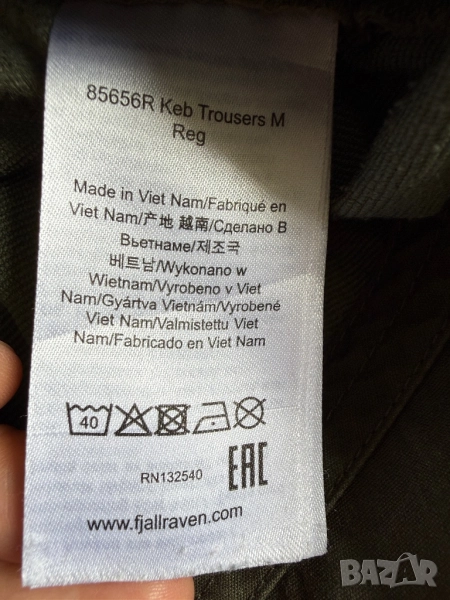 85656R Keb Trousers M
Reg
Made in Viet Nam/Fabriqué en
Viet Nam/产地 越南/Сделано В
Вьетнаме/제조국
베트남/Wykonano w
Wietnam/Vyrobeno v Viet
Nam/Gyártva Vietnám/Vyrobené
Viet Nam/Valmistettu Viet
Nam/Fabricado en Viet Nam
40
RN132540
EAC
www.fjallraven.com
BAZAR